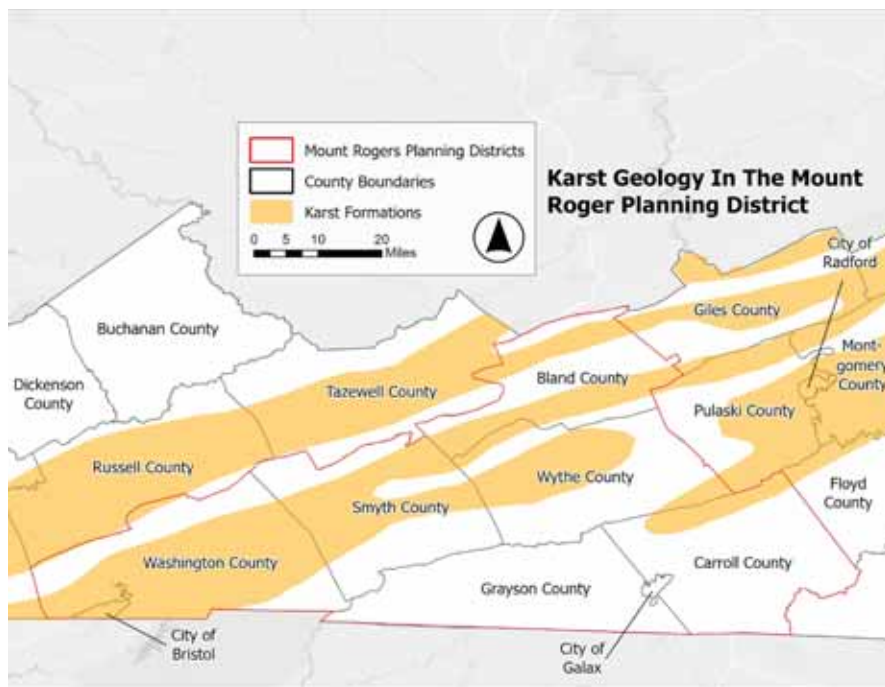 Mount Rogers Planning Districts
County Boundaries
Karst Formations
0 5 10 20
Miles
Karst Geology In The Mount
Roger Planning District
City of
Radford
Giles County
Buchanan County
Mont-
gomery
County
Dickenson
County
Tazewell County
Bland County
Pulaski County
Russell County
Wythe County
Smyth County
Floyd
County
Washington County
Carroll County
Grayson County
City of
Bristol
City of
Galax